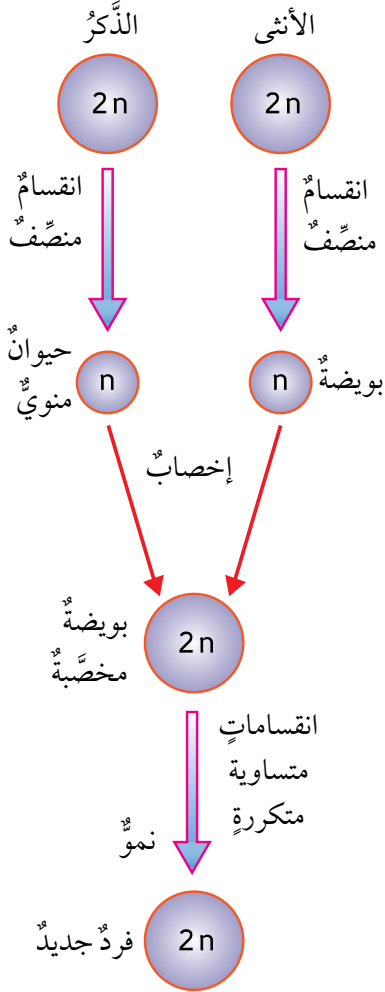 الأنثى
الذَّكرُ
2n
2n
انقسامٌ
منصِّفٌ
انقسامٌ
منصِّفٌ
بويضةٌ
n
n
حيوانٌ
منويٌّ
إخصابٌ
2n
بويضةٌ
مخصَّبةٌ
انقساماتٍ
متساوية
متكررةٍ
نموٌّ
2n
فردٌ جديدٌ